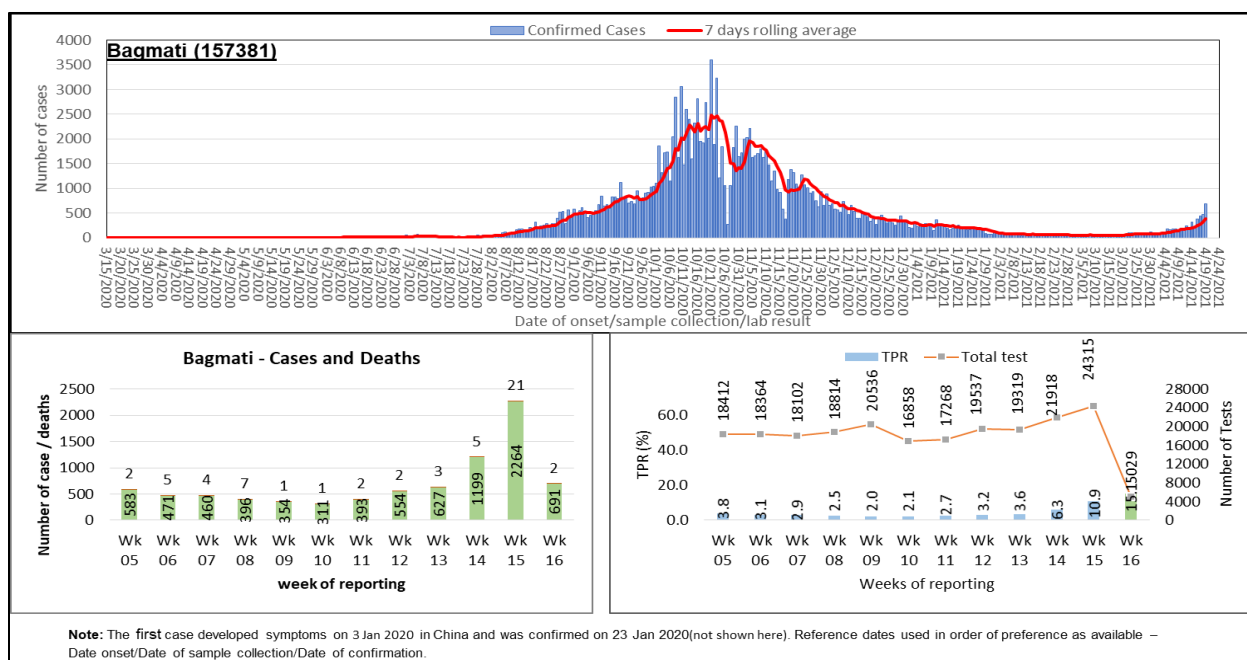 Confirmed Cases 7 days rolling average
Bagmati (157381)
Number of cases
4000
3500
3000
2500
2000
1500
1000
500
0
3/15/2020 3/20/2020 3/25/2020 3/30/2020 4/4/2020 4/9/2020 4/14/2020 4/19/2020 4/24/2020 4/29/2020 5/4/2020 5/9/2020 5/14/2020 5/19/2020 5/24/2020 5/29/2020 6/3/2020 6/8/2020 6/13/2020 6/18/2020 6/23/2020 6/28/2020 7/3/2020 7/8/2020 7/13/2020 7/18/2020 7/23/2020 7/28/2020 8/2/2020 8/7/2020 8/12/2020 8/17/2020 8/22/2020 8/27/2020 9/1/2020 9/6/2020 9/11/2020 9/16/2020 9/21/2020 9/26/2020 10/1/2020 10/6/2020 10/11/2020 10/16/2020 10/21/2020 10/26/2020 10/31/2020 11/5/2020 11/10/2020 11/15/2020 11/20/2020 11/25/2020 11/30/2020 12/5/2020 12/10/2020 12/15/2020 12/20/2020 12/25/2020 12/30/2020 1/4/2021 1/9/2021 1/14/2021 1/19/2021 1/24/2021 1/29/2021 2/3/2021 2/8/2021 2/13/2021 2/18/2021 2/23/2021 2/28/2021 3/5/2021 3/10/2021 3/15/2021 3/20/2021 3/25/2021 3/30/2021 4/4/2021 4/9/2021 4/14/2021 4/19/2021 4/24/2021
Date of onset/sample collection/lab result
Bagmati - Cases and Deaths
Number of case / deaths
2500
2000
1500
1000
500
0
2 5 4 7 1 1 2 2 3 5 21 2
583 471 460 396 354 311 393 554 627 1199 2264 691
Wk Wk Wk Wk Wk Wk Wk Wk Wk Wk Wk Wk
05 06 07 08 09 10 11 12 13 14 15 16
week of reporting
TPR Total test
TPR (%)
60.0
40.0
20.0
0.0
18412 18364 18102 18814 20536 16858 17268 19537 19319 21918 24315 5029
3.8 3.1 2.9 2.5 2.0 2.1 2.7 3.2 3.6 6.3 10.9 15.1
28000
24000
20000
16000
12000
8000
4000
0
Number of Tests
Wk Wk Wk Wk Wk Wk Wk Wk Wk Wk Wk Wk
05 06 07 08 09 10 11 12 13 14 15 16
Weeks of reporting
Note: The first case developed symptoms on 3 Jan 2020 in China and was confirmed on 23 Jan 2020(not shown here). Reference dates used in order of preference as available –
Date onset/Date of sample collection/Date of confirmation.